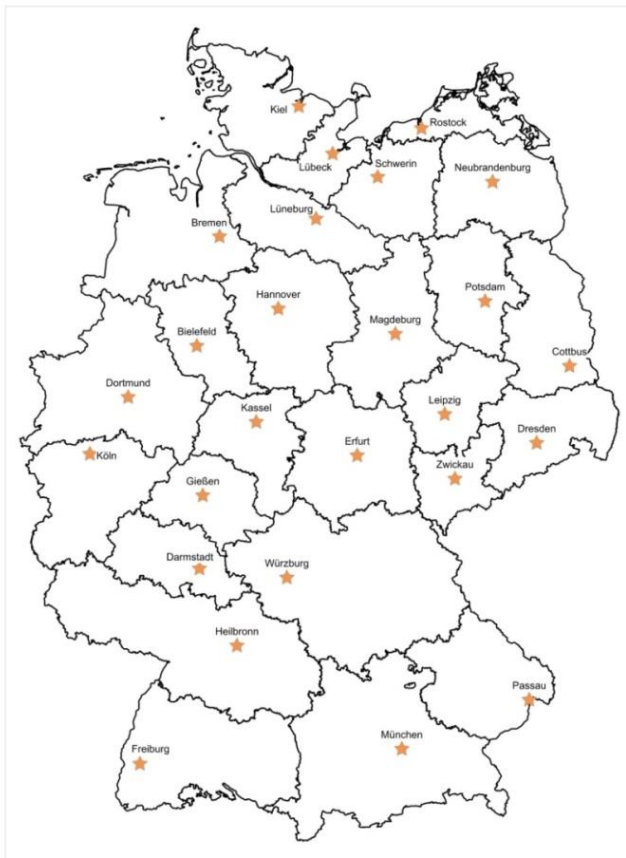 Kiel
Rostock
Lübeck
Schwerin
Neubrandenburg
Lüneburg
Bremen
Hannover
Potsdam
Magdeburg
Bielefeld
Cottbus
Dortmund
Kassel
Leipzig
Dresden
Erfurt
Köln
Zwickau
Gießen
Darmstadt
Würzburg
Heilbronn
Passau
München
Freiburg